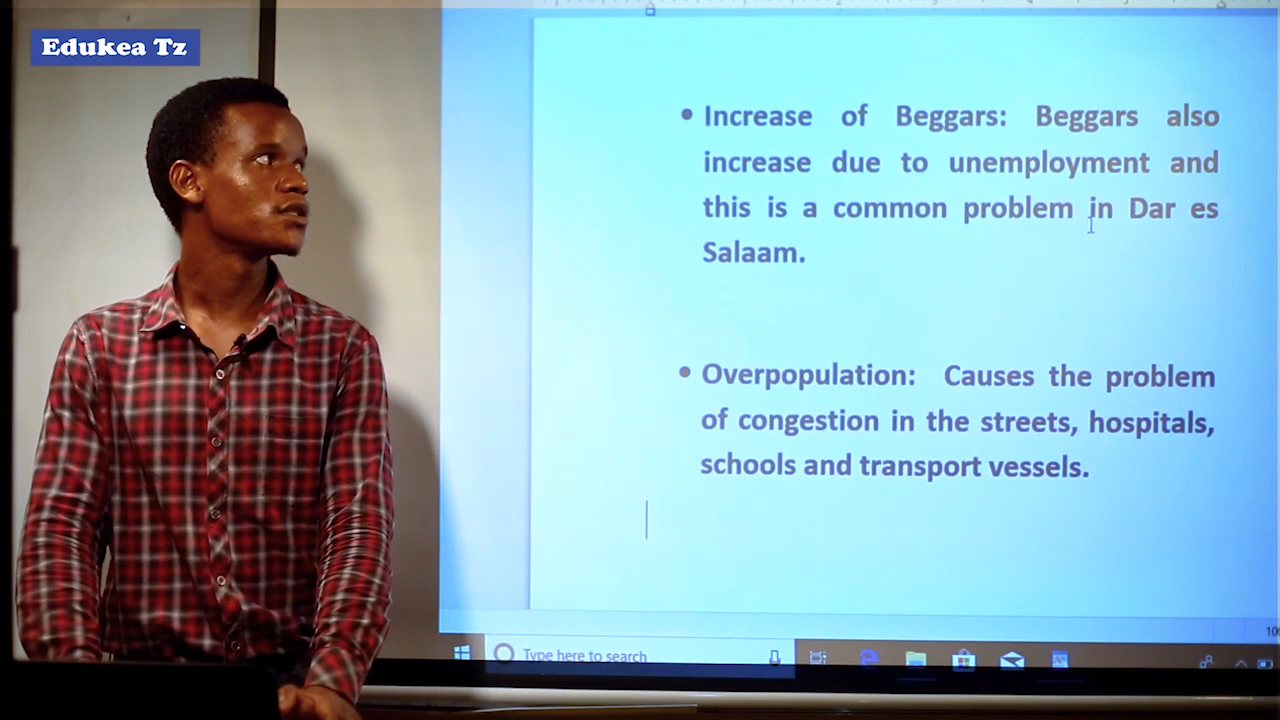 Edukea Tz
• Increase of Beggars: Beggars also
increase due to unemployment and
this is a common problem in Dar es
Salaam.
• Overpopulation: Causes the problem
of congestion in the streets, hospitals,
schools and transport vessels.
Type here to search